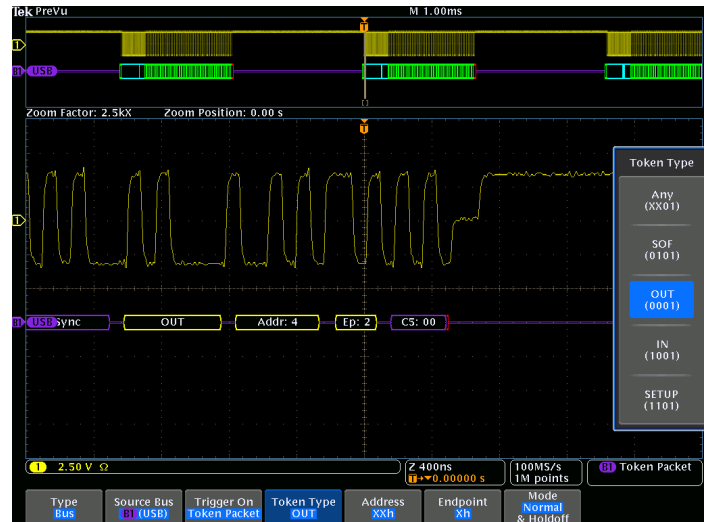 Tek PreVu M 1.00ms
T
1
B1 USB
Zoom Factor: 2.5kX Zoom Position: 0.00 s
T
Token Type
Any
(XX01)
SOF
(0101)
1
OUT
(0001)
B1 USB Sync OUT Addr: 4 Ep: 2 C5: 00
IN
(1001)
SETUP
(1101)
1 2.50 V Ω Z 400ns 100MS/s B1 Token Packet
T→▼0.00000 s 1M points
Type Source Bus Trigger On Token Type Address Endpoint Mode
Bus B1 (USB) Token Packet OUT XXh Xh Normal
& Holdoff